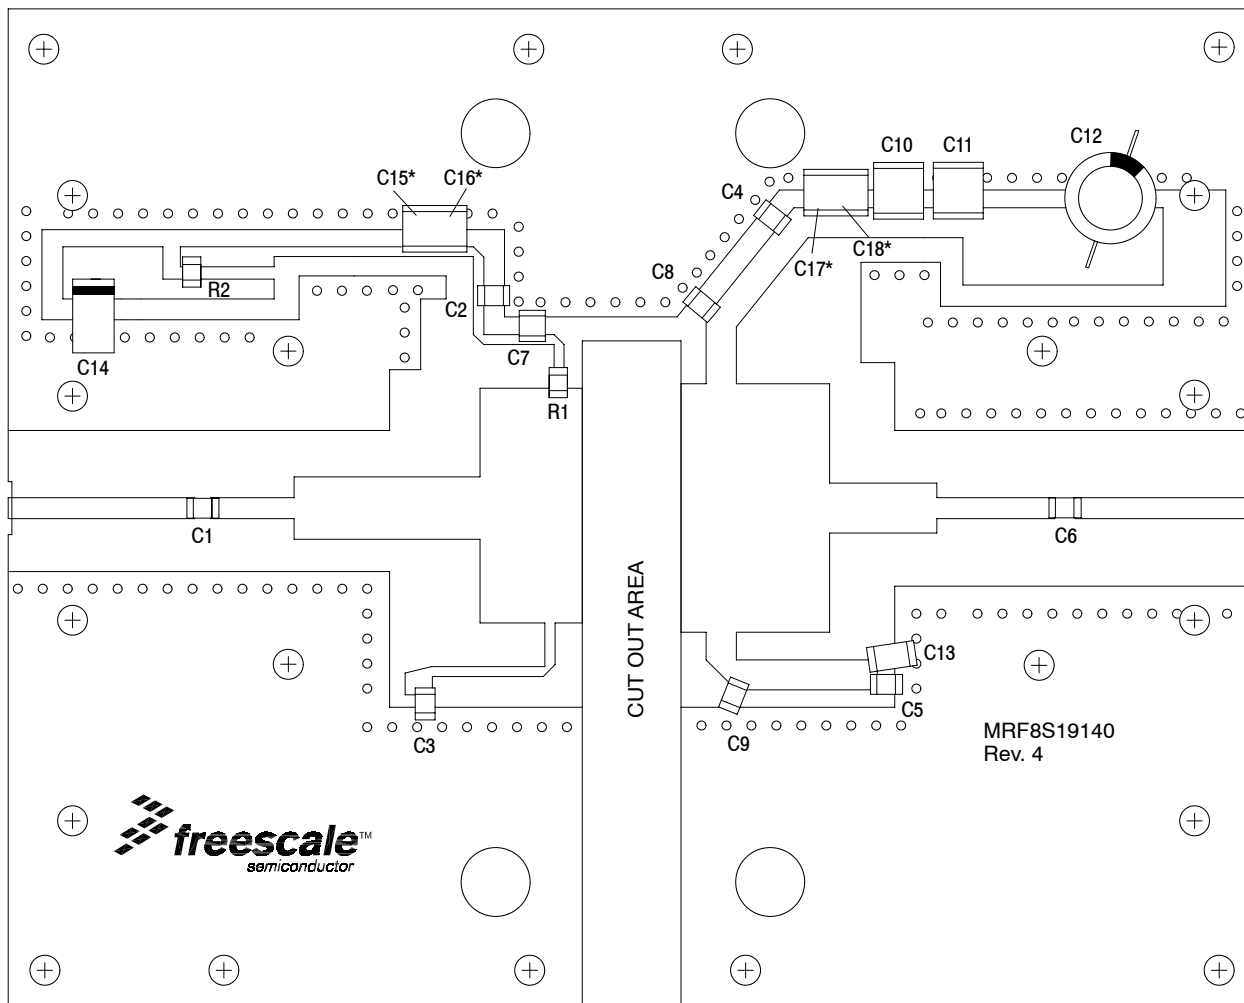 C12
C10 C11
C15* C16*
C4
C18*
C17*
C8
R2
C2
C7
C14
R1
C1
C6
CUT OUT AREA
C13
C5
C3
C9
MRF8S19140
Rev. 4
freescale™
semiconductor